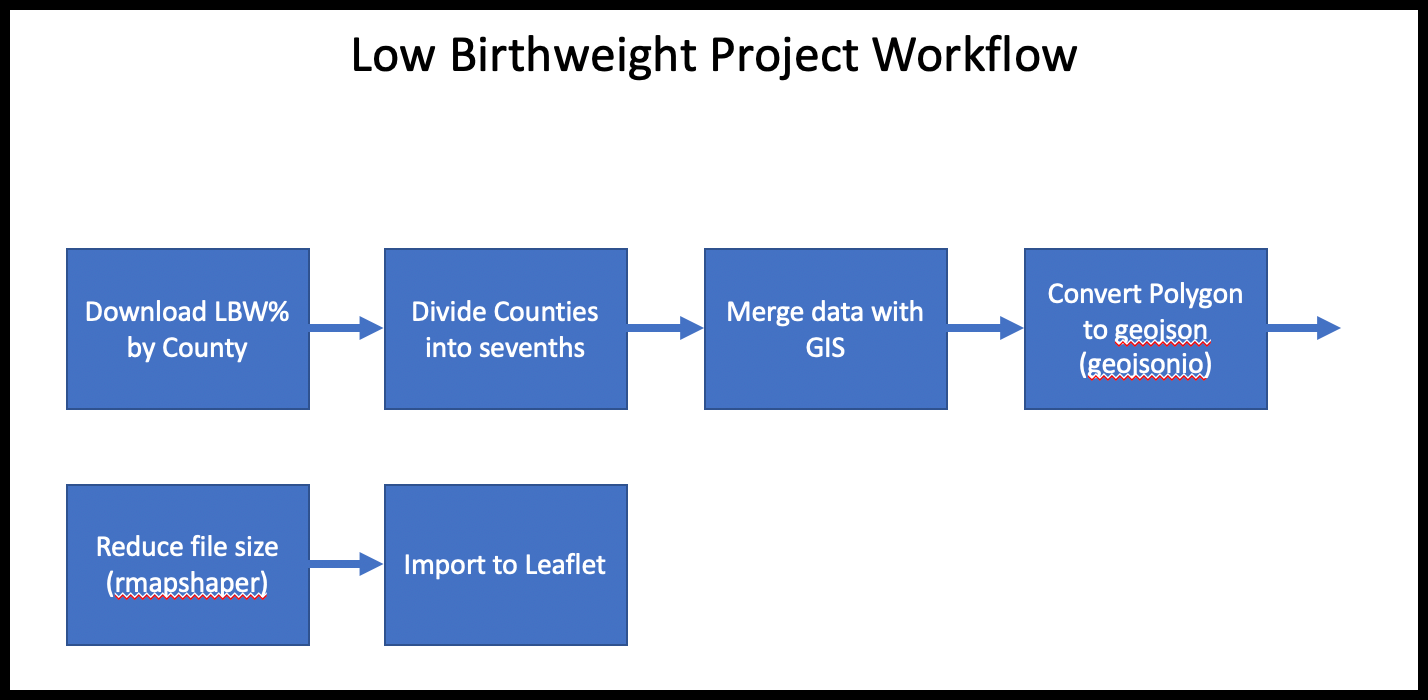 Low Birthweight Project Workflow
Download LBW%
by County
Divide Counties
into sevenths
Merge data with
GIS
Convert Polygon
to geojson
(geojsonio)
Reduce file size
(rmapshaper)
Import to Leaflet